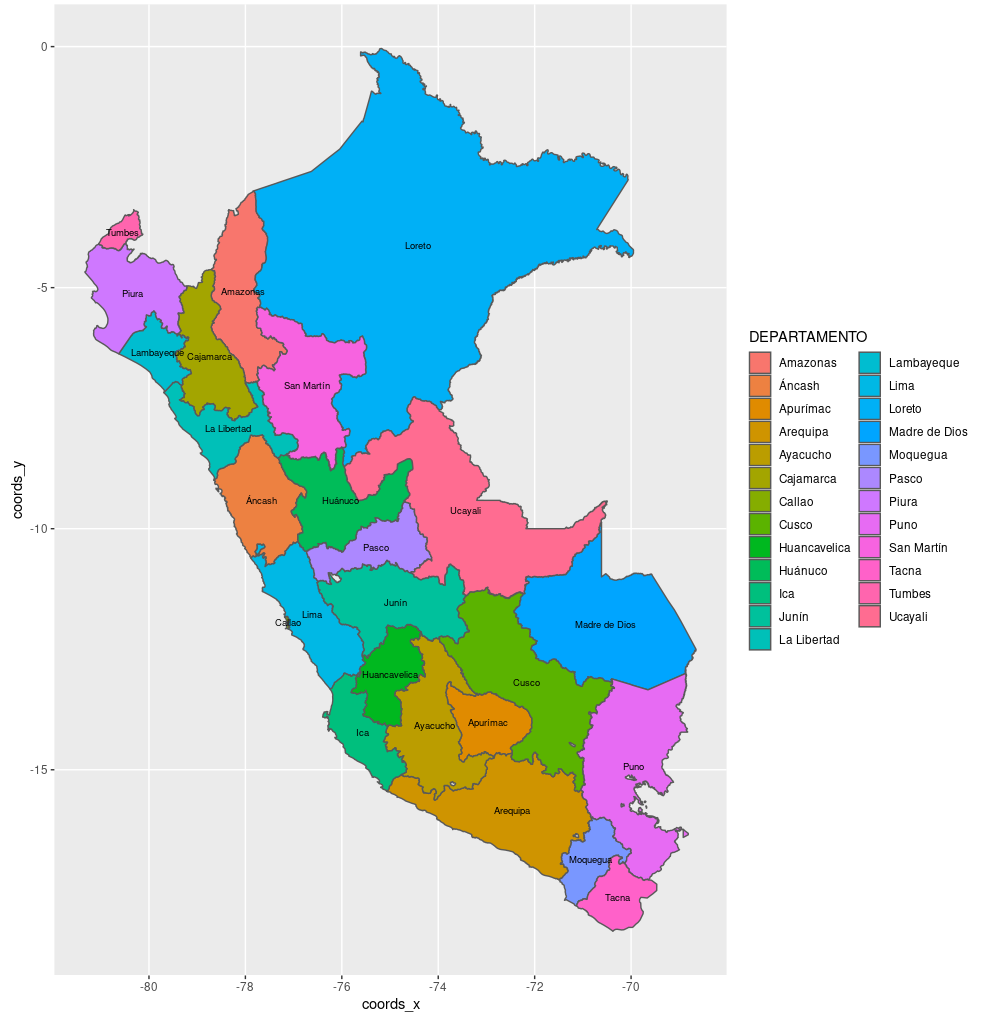 0
-5
-10
-15
coords_y
Loreto
Tumbes
Piura
Amazonas
Lambayeque
Cajamarca
San Martín
La Libertad
Áncash
Huánuco
Ucayali
Pasco
Junín
Lima
Callao
Madre de Dios
Huancavelica
Cusco
Ica
Ayacucho
Apurímac
Puno
Arequipa
Moquegua
Tacna
-80
-78
-76
-74
-72
-70
coords_x
DEPARTAMENTO
Amazonas
Áncash
Apurímac
Arequipa
Ayacucho
Cajamarca
Callao
Cusco
Huancavelica
Huánuco
Ica
Junín
La Libertad
Lambayeque
Lima
Loreto
Madre de Dios
Moquegua
Pasco
Piura
Puno
San Martín
Tacna
Tumbes
Ucayali